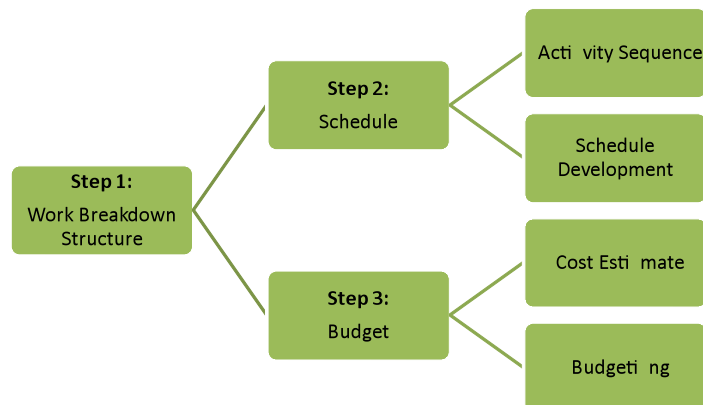 Step 1:
Work Breakdown
Structure
Step 2:
Schedule
Step 3:
Budget
Acti vity Sequence
Schedule
Development
Cost Esti mate
Budgeti ng